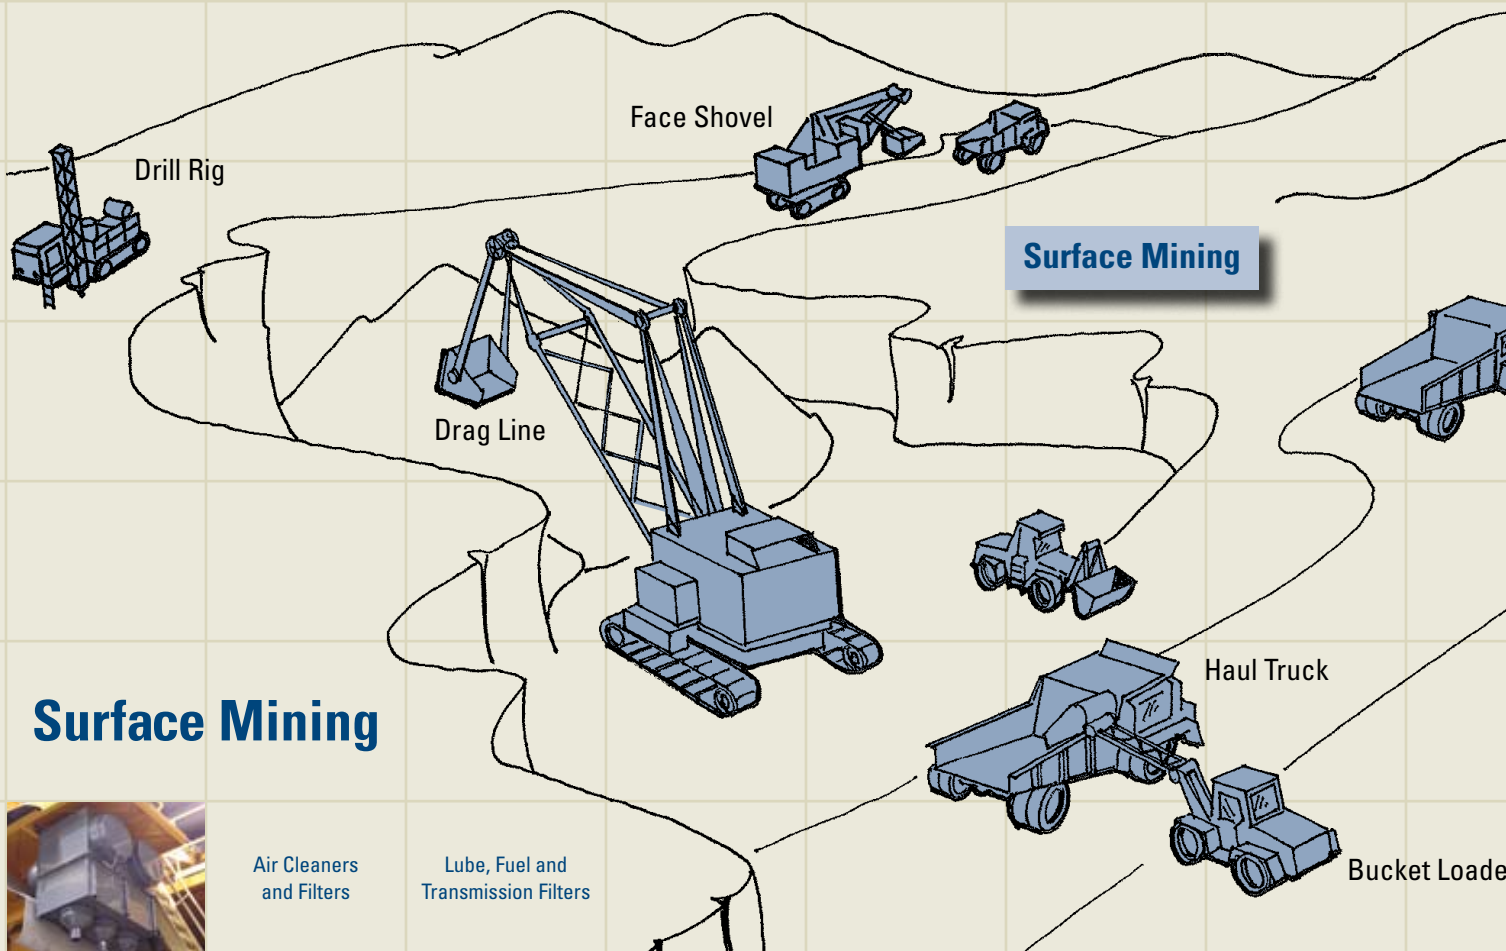 Face Shovel
Drill Rig
Surface Mining
Drag Line
Haul Truck
Surface Mining
Air Cleaners
and Filters
Lube, Fuel and
Transmission Filters
Bucket Loade